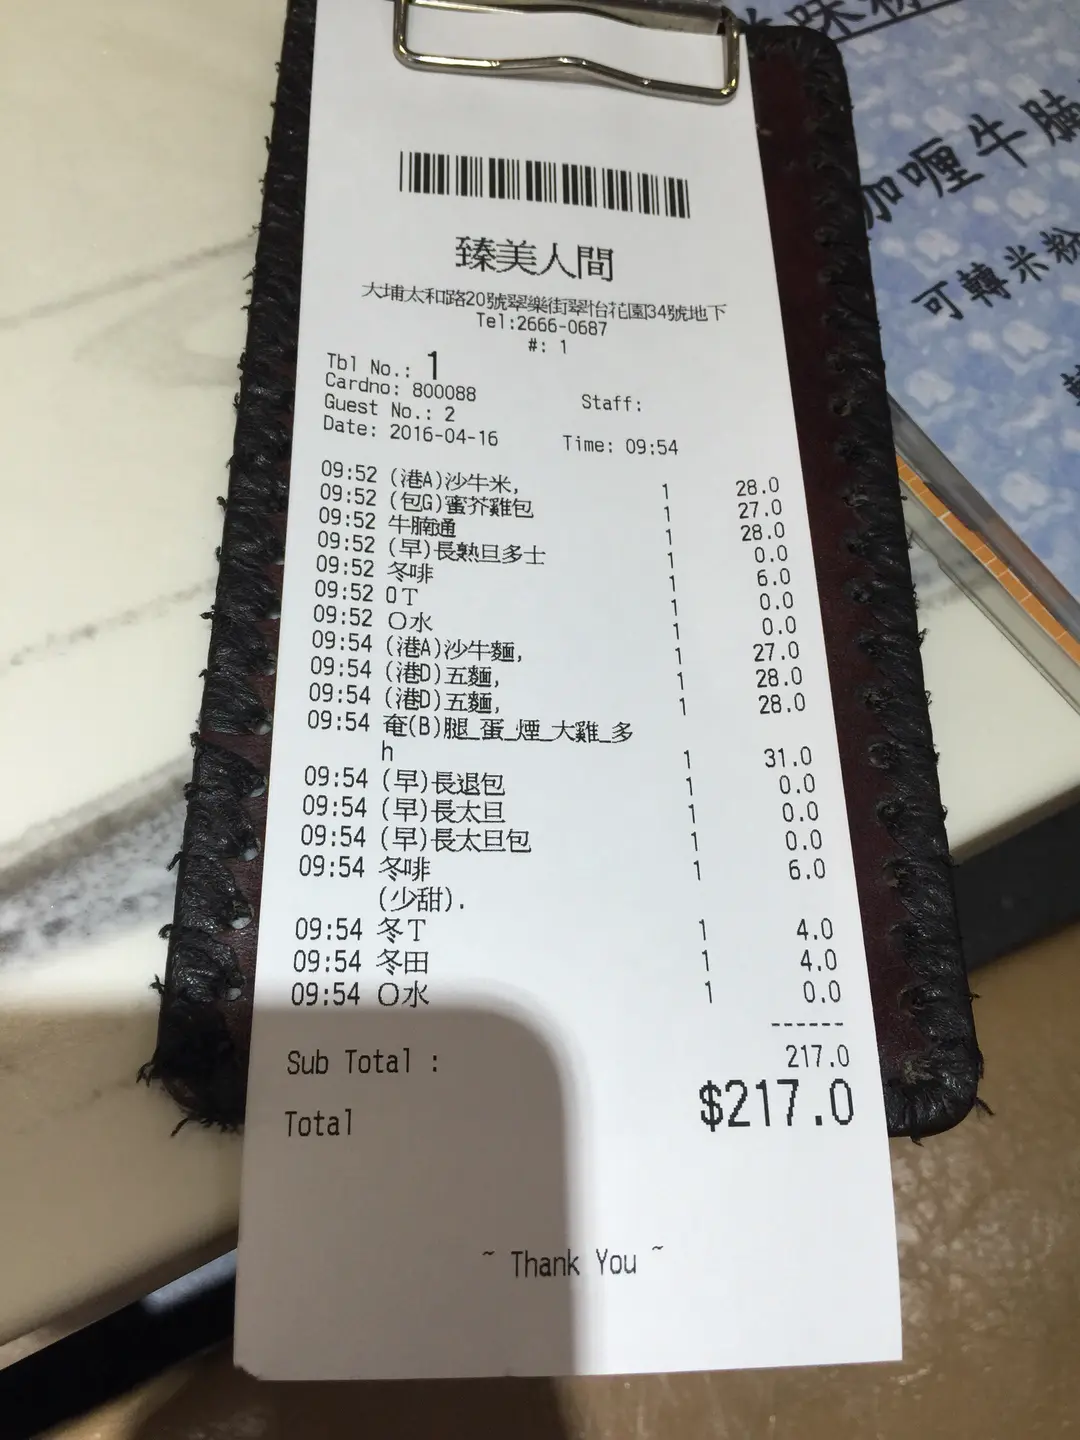 臻美人間
大埔太和路20號翠樂街翠怡花園34號地下
Tel:2666-0687
#: 1
Tbl No.: 1
Cardno: 800088 Staff:
Guest No.: 2
Date: 2016-04-16 Time: 09:54
09:52 (港A)沙牛米, 1 28.0
09:52 (包G)蜜芥雞包 1 27.0
09:52 牛腩通 1 28.0
09:52 (早)長熟旦多士 1 0.0
09:52 冬啡 1 6.0
09:52 0T 1 0.0
09:52 O水 1 0.0
09:54 (港A)沙牛麵, 1 27.0
09:54 (港D)五麵, 1 28.0
09:54 (港D)五麵, 1 28.0
09:54 奄(B)腿_蛋_煙_大雞_多
h 1 31.0
09:54 (早)長退包 1 0.0
09:54 (早)長太旦 1 0.0
09:54 (早)長太旦包 1 0.0
09:54 冬啡 1 6.0
(少甜).
09:54 冬T 1 4.0
09:54 冬田 1 4.0
09:54 O水 1 0.0
------
Sub Total : 217.0
Total $217.0
~ Thank You ~
加喱牛腩
可轉米粉